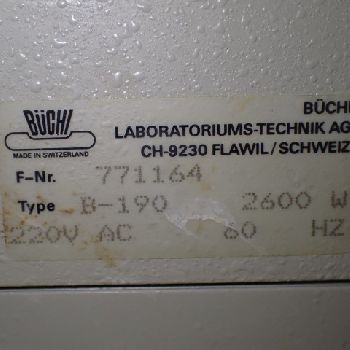 BÜCHI
MADE IN SWITZERLAND
BÜCHI
LABORATORIUMS-TECHNIK AG
CH-9230 FLAWIL/SCHWEIZ
F-Nr. 771164
Type B-190 2600 W
220V AC 60 HZ